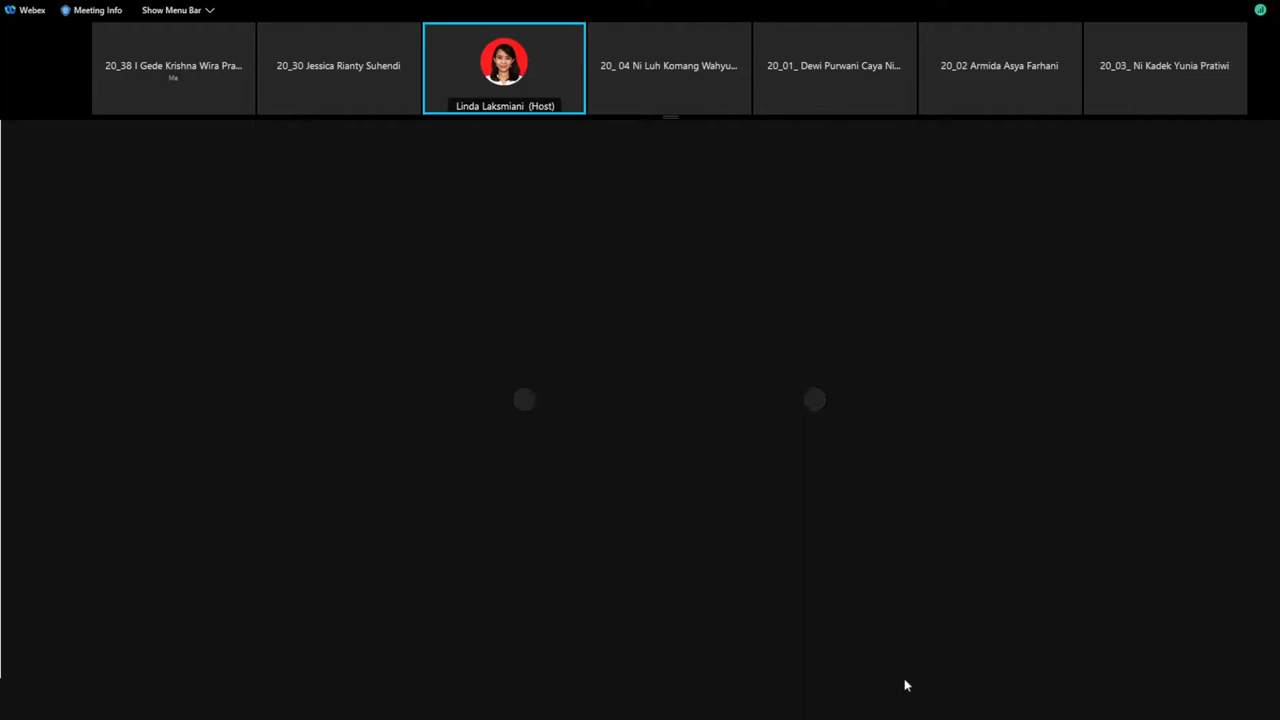 Webex Meeting Info Show Menu Bar
20_38 I Gede Krishna Wira Pra...
Me
20_30 Jessica Rianty Suhendi
Linda Laksmiani (Host)
20_ 04 Ni Luh Komang Wahyu...
20_01_ Dewi Purwani Caya Ni...
20_02 Armida Asya Farhani
20_03_ Ni Kadek Yunia Pratiwi